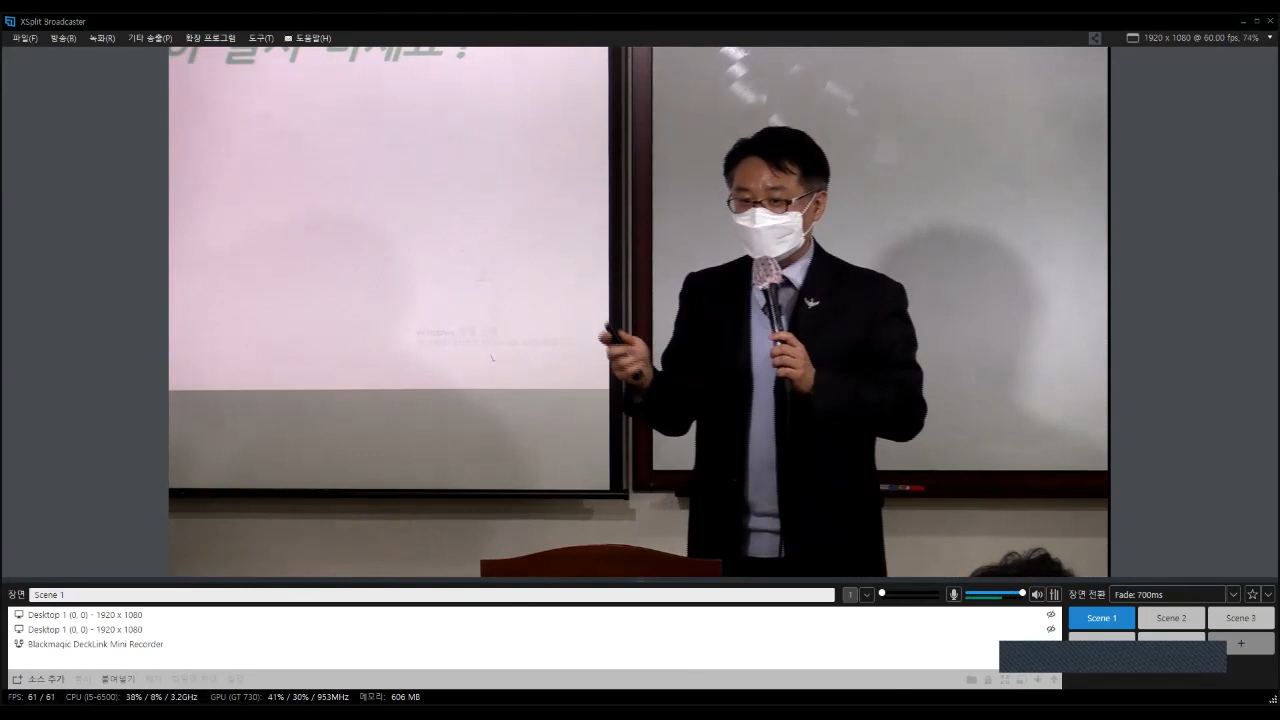 XSplit Broadcaster
파일(F) 방송(B) 녹화(R) 기타 송출(P) 확장 프로그램 도구(T) 도움말(H)
1920 x 1080 @ 60.00 fps, 74%
장면 Scene 1
1
장면 전환 Fade: 700ms
Desktop 1 (0, 0) - 1920 x 1080
Desktop 1 (0, 0) - 1920 x 1080
Blackmagic DeckLink Mini Recorder
Scene 1 Scene 2 Scene 3
소스 추가 복사 붙여넣기
FPS: 61 / 61 CPU (I5-6500): 38% / 8% / 3.2GHz GPU (GT 730): 41% / 30% / 953MHz 메모리: 606 MB